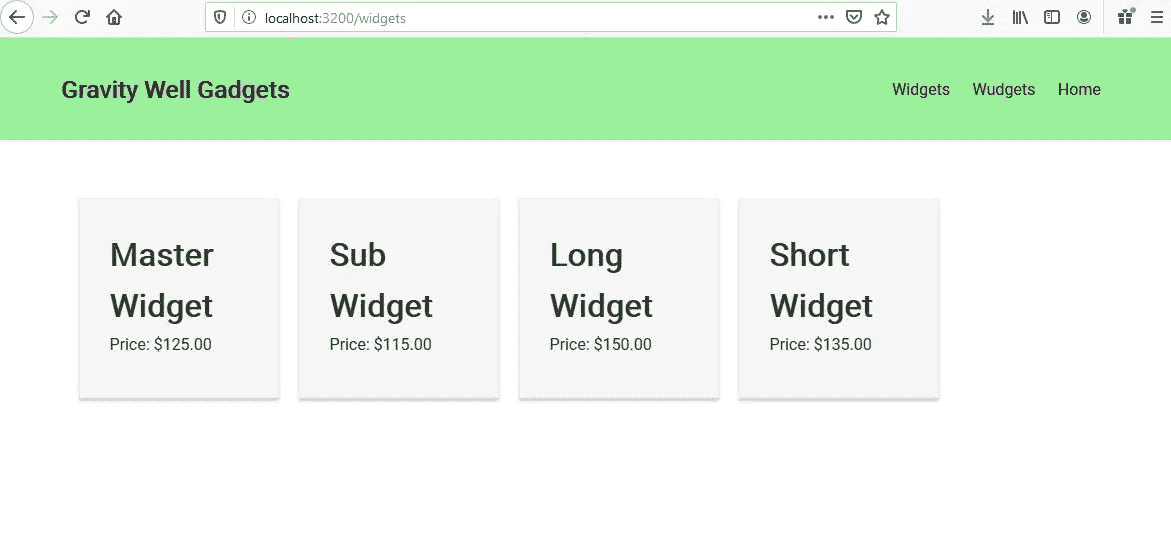 localhost:3200/widgets
Gravity Well Gadgets
Widgets Wudgets Home
Master
Widget
Price: $125.00
Sub
Widget
Price: $115.00
Long
Widget
Price: $150.00
Short
Widget
Price: $135.00